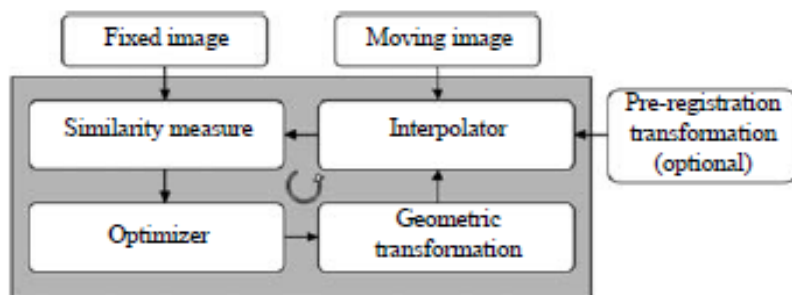 Fixed image
Moving image
Similarity measure
Interpolator
Pre-registration
transformation
(optional)
Optimizer
Geometric
transformation